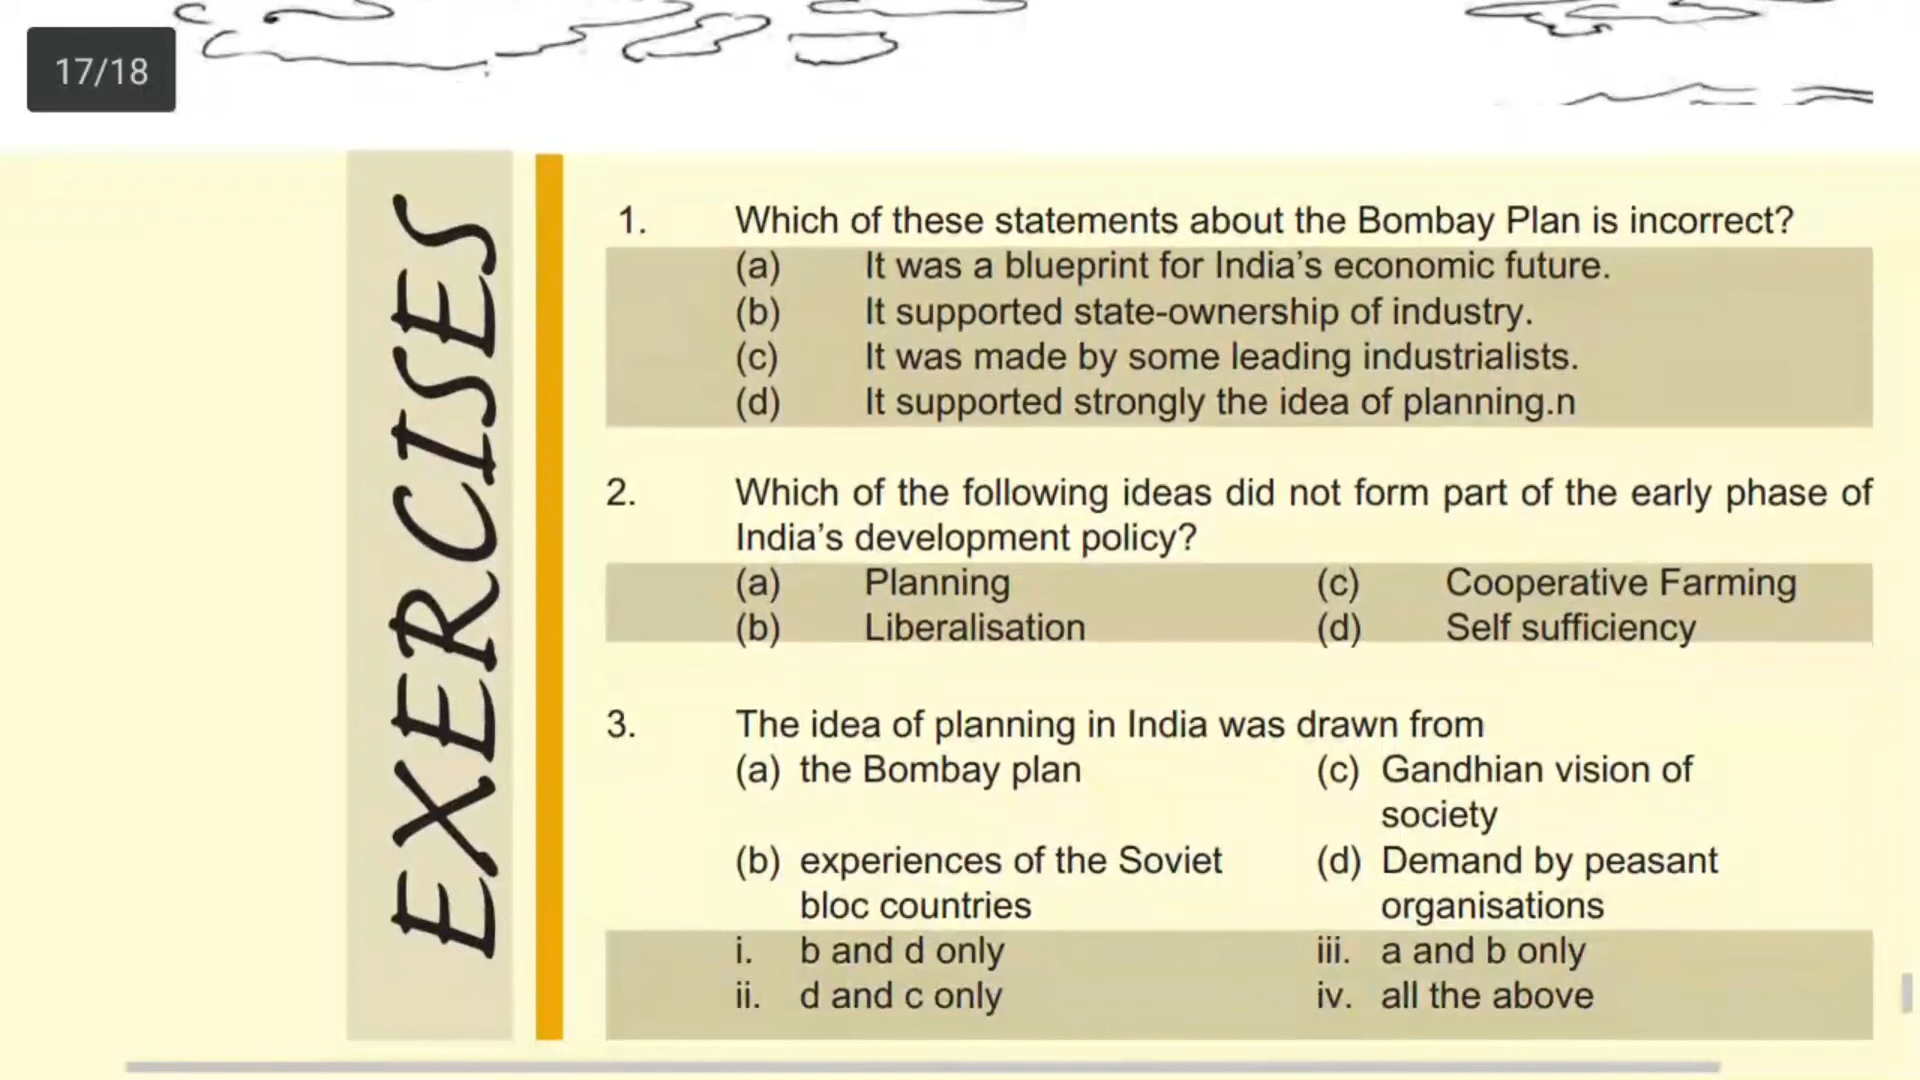 17/18
EXERCISES
1. Which of these statements about the Bombay Plan is incorrect?
(a) It was a blueprint for India’s economic future.
(b) It supported state-ownership of industry.
(c) It was made by some leading industrialists.
(d) It supported strongly the idea of planning.n
2. Which of the following ideas did not form part of the early phase of
India’s development policy?
(a) Planning (c) Cooperative Farming
(b) Liberalisation (d) Self sufficiency
3. The idea of planning in India was drawn from
(a) the Bombay plan (c) Gandhian vision of
society
(b) experiences of the Soviet (d) Demand by peasant
bloc countries organisations
i. b and d only iii. a and b only
ii. d and c only iv. all the above